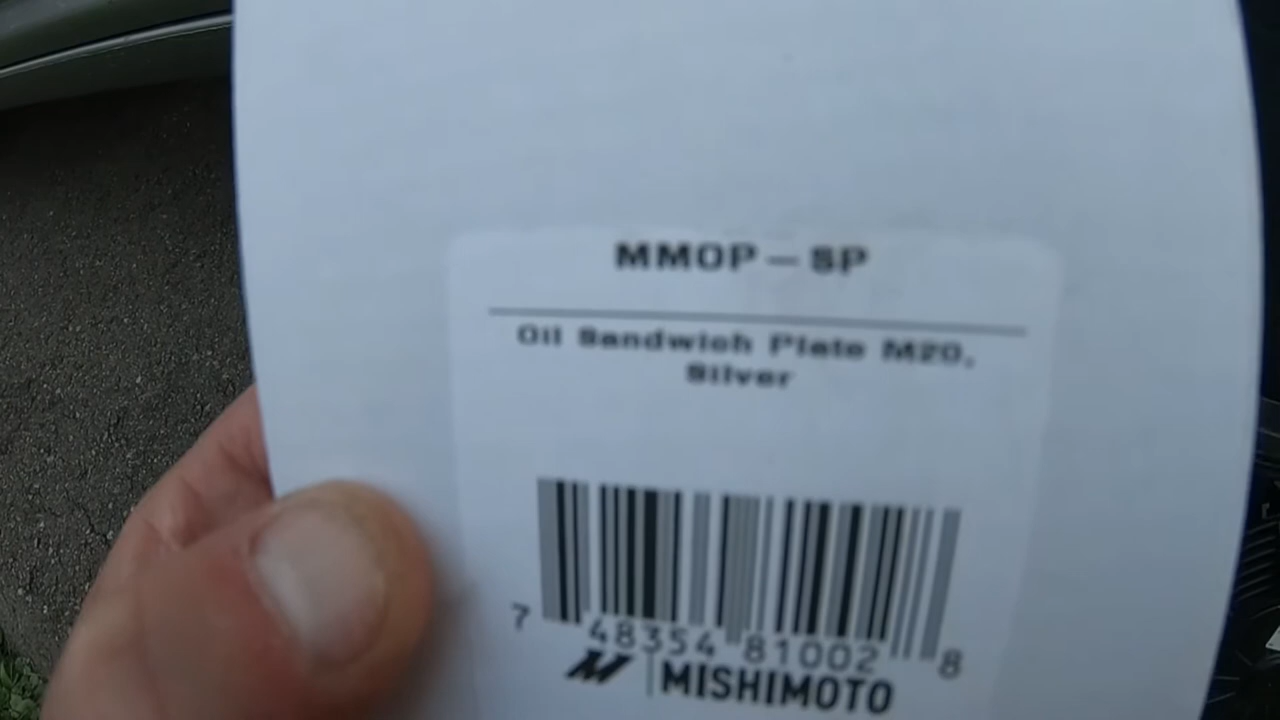 MMOP-SP
Oil Sandwich Plate M20,
Silver
7 48354 81002 8
MISHIMOTO